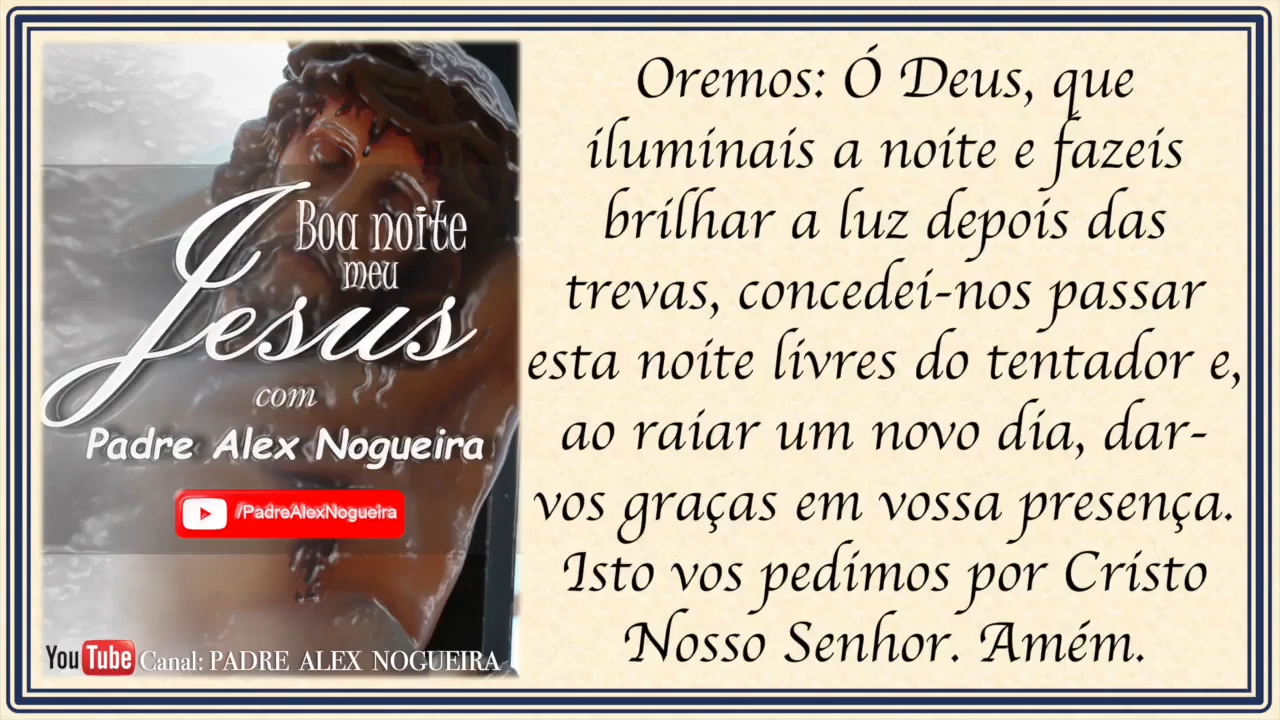 Boa noite
meu
Jesus
com
Padre Alex Nogueira
/PadreAlexNogueira
YouTube Canal: PADRE ALEX NOGUEIRA
Oremos: Ó Deus, que
iluminais a noite e fazeis
brilhar a luz depois das
trevas, concedei-nos passar
esta noite livres do tentador e,
ao raiar um novo dia, dar-
vos graças em vossa presença.
Isto vos pedimos por Cristo
Nosso Senhor. Amém.